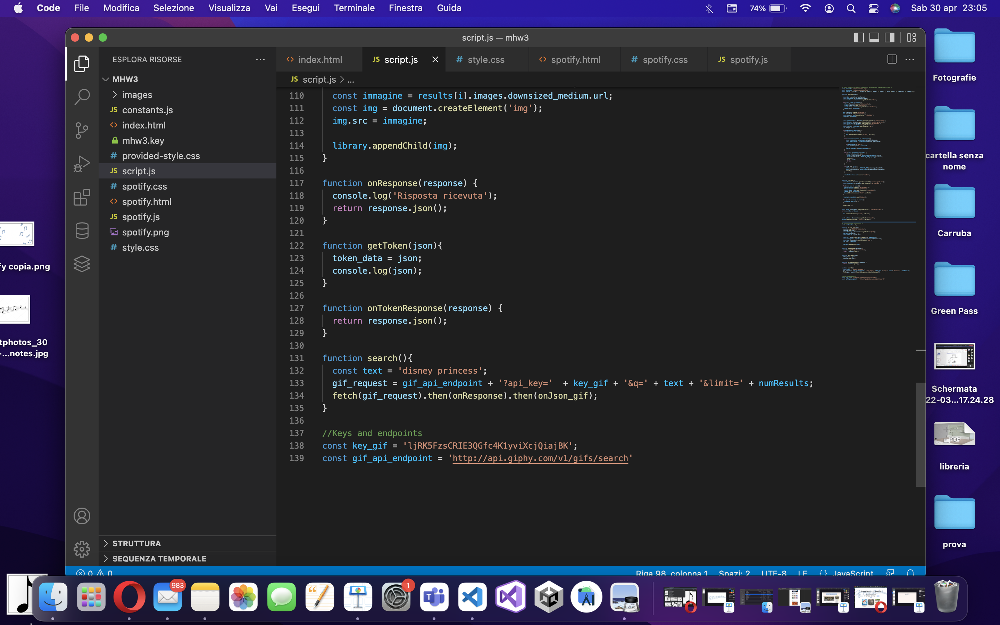 Code File Modifica Selezione Visualizza Vai Esegui Terminale Finestra Guida 74% Sab 30 apr 23:05
script.js — mhw3
ESPLORA RISORSE
index.html script.js style.css spotify.html spotify.css spotify.js
script.js > ...
MHW3
images
constants.js
index.html
mhw3.key
provided-style.css
script.js
spotify.css
spotify.html
spotify.js
spotify.png
style.css
STRUTTURA
SEQUENZA TEMPORALE
110 const immagine = results[i].images.downsized_medium.url;
111 const img = document.createElement('img');
112 img.src = immagine;
113
114 library.appendChild(img);
115 }
116
117 function onResponse(response) {
118 console.log('Risposta ricevuta');
119 return response.json();
120 }
121
122 function getToken(json){
123 token_data = json;
124 console.log(json);
125 }
126
127 function onTokenResponse(response) {
128 return response.json();
129 }
130
131 function search(){
132 const text = 'disney princess';
133 gif_request = gif_api_endpoint + '?api_key=' + key_gif + '&q=' + text + '&limit=' + numResults;
134 fetch(gif_request).then(onResponse).then(onJson_gif);
135 }
136
137 //Keys and endpoints
138 const key_gif = 'ljRK5FzsCRIE3QGfc4K1yviXcjQiajBK';
139 const gif_api_endpoint = 'http://api.giphy.com/v1/gifs/search'
0 0 Riga 98, colonna 1 Spazi: 2 UTF-8 LF {} JavaScript
fy copia.png
tphotos_30
-...notes.jpg
Fotografie
cartella senza
nome
Carruba
Green Pass
Schermata
22-03...17.24.28
PDF
libreria
prova
983
1